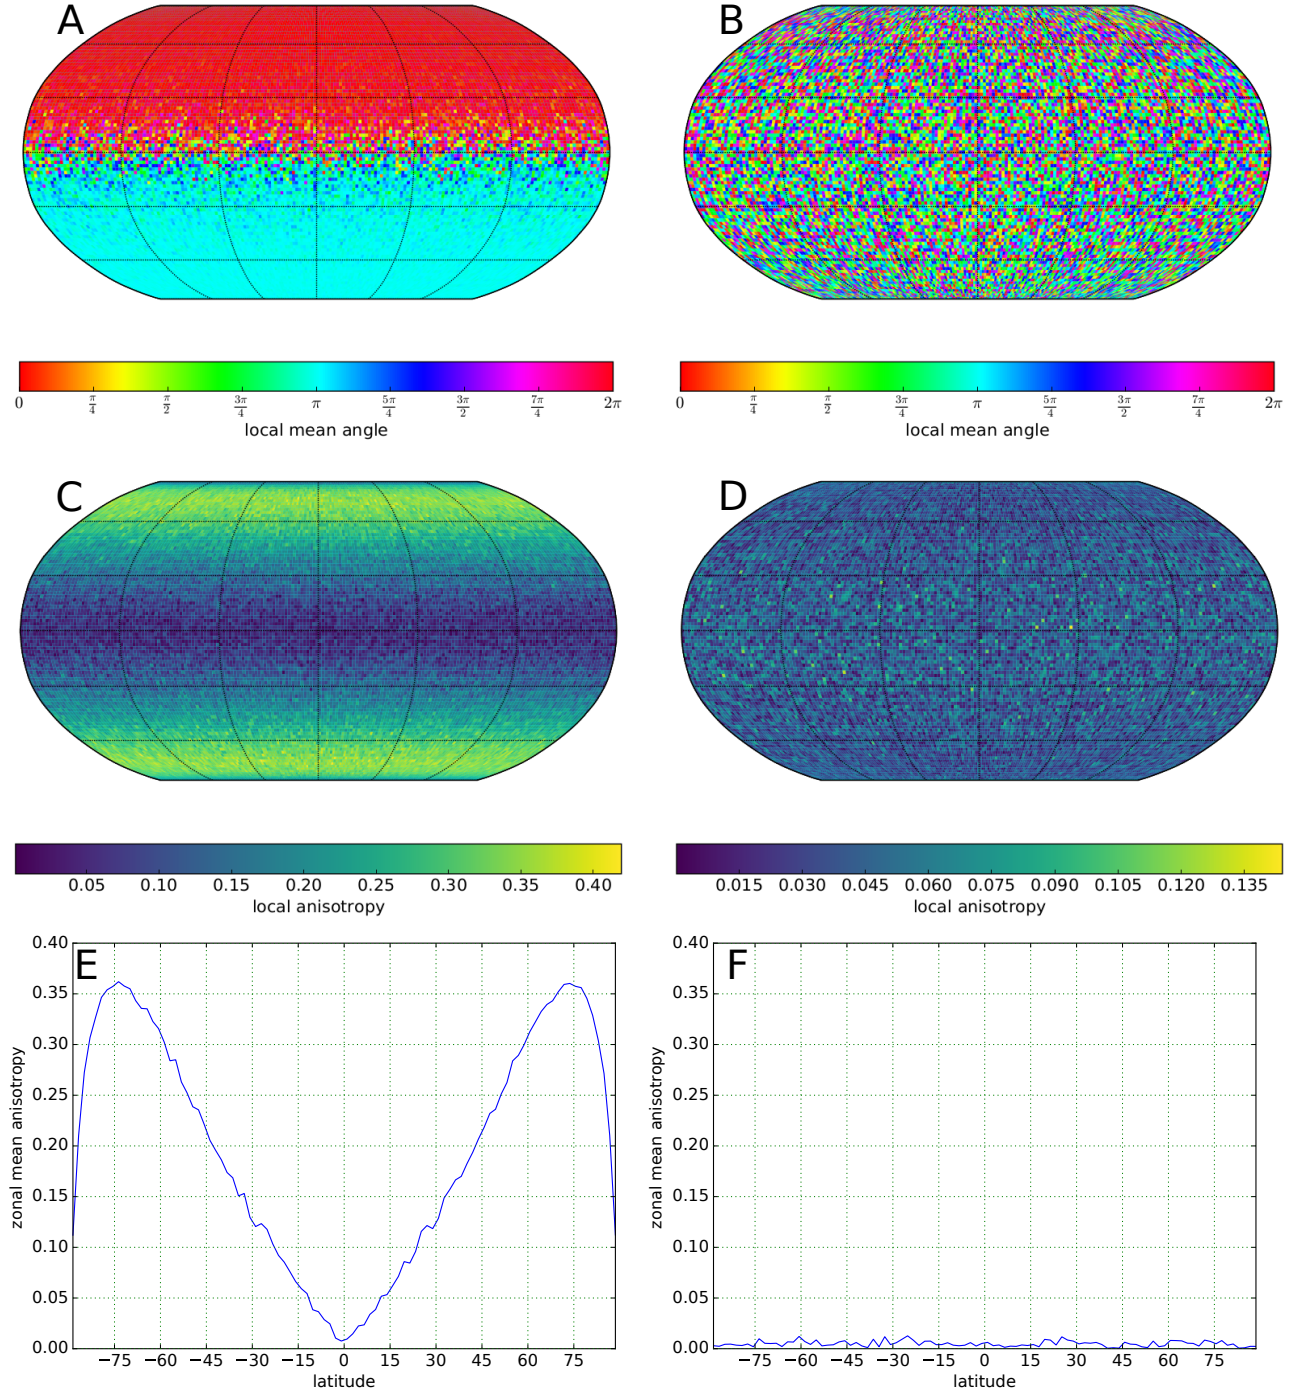 A
B
0 π/4 π/2 3π/4 π 5π/4 3π/2 7π/4 2π
local mean angle
0 π/4 π/2 3π/4 π 5π/4 3π/2 7π/4 2π
local mean angle
C
D
0.05 0.10 0.15 0.20 0.25 0.30 0.35 0.40
local anisotropy
0.015 0.030 0.045 0.060 0.075 0.090 0.105 0.120 0.135
local anisotropy
E
0.40
0.35
0.30
0.25
0.20
0.15
0.10
0.05
0.00
zonal mean anisotropy
−75 −60 −45 −30 −15 0 15 30 45 60 75
latitude
F
0.40
0.35
0.30
0.25
0.20
0.15
0.10
0.05
0.00
zonal mean anisotropy
−75 −60 −45 −30 −15 0 15 30 45 60 75
latitude